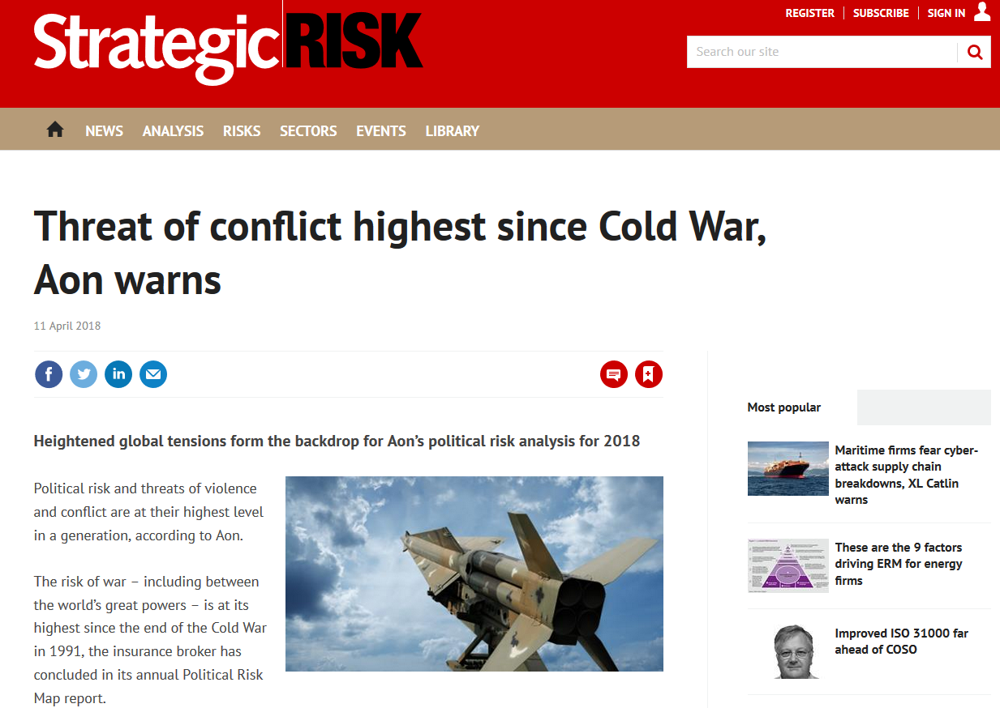 REGISTER SUBSCRIBE SIGN IN
StrategicRISK
Search our site
NEWS ANALYSIS RISKS SECTORS EVENTS LIBRARY
Threat of conflict highest since Cold War,
Aon warns
11 April 2018
Heightened global tensions form the backdrop for Aon’s political risk analysis for 2018
Political risk and threats of violence
and conflict are at their highest level
in a generation, according to Aon.
The risk of war – including between
the world’s great powers – is at its
highest since the end of the Cold War
in 1991, the insurance broker has
concluded in its annual Political Risk
Map report.
Most popular
Maritime firms fear cyber-
attack supply chain
breakdowns, XL Catlin
warns
These are the 9 factors
driving ERM for energy
firms
Improved ISO 31000 far
ahead of COSO